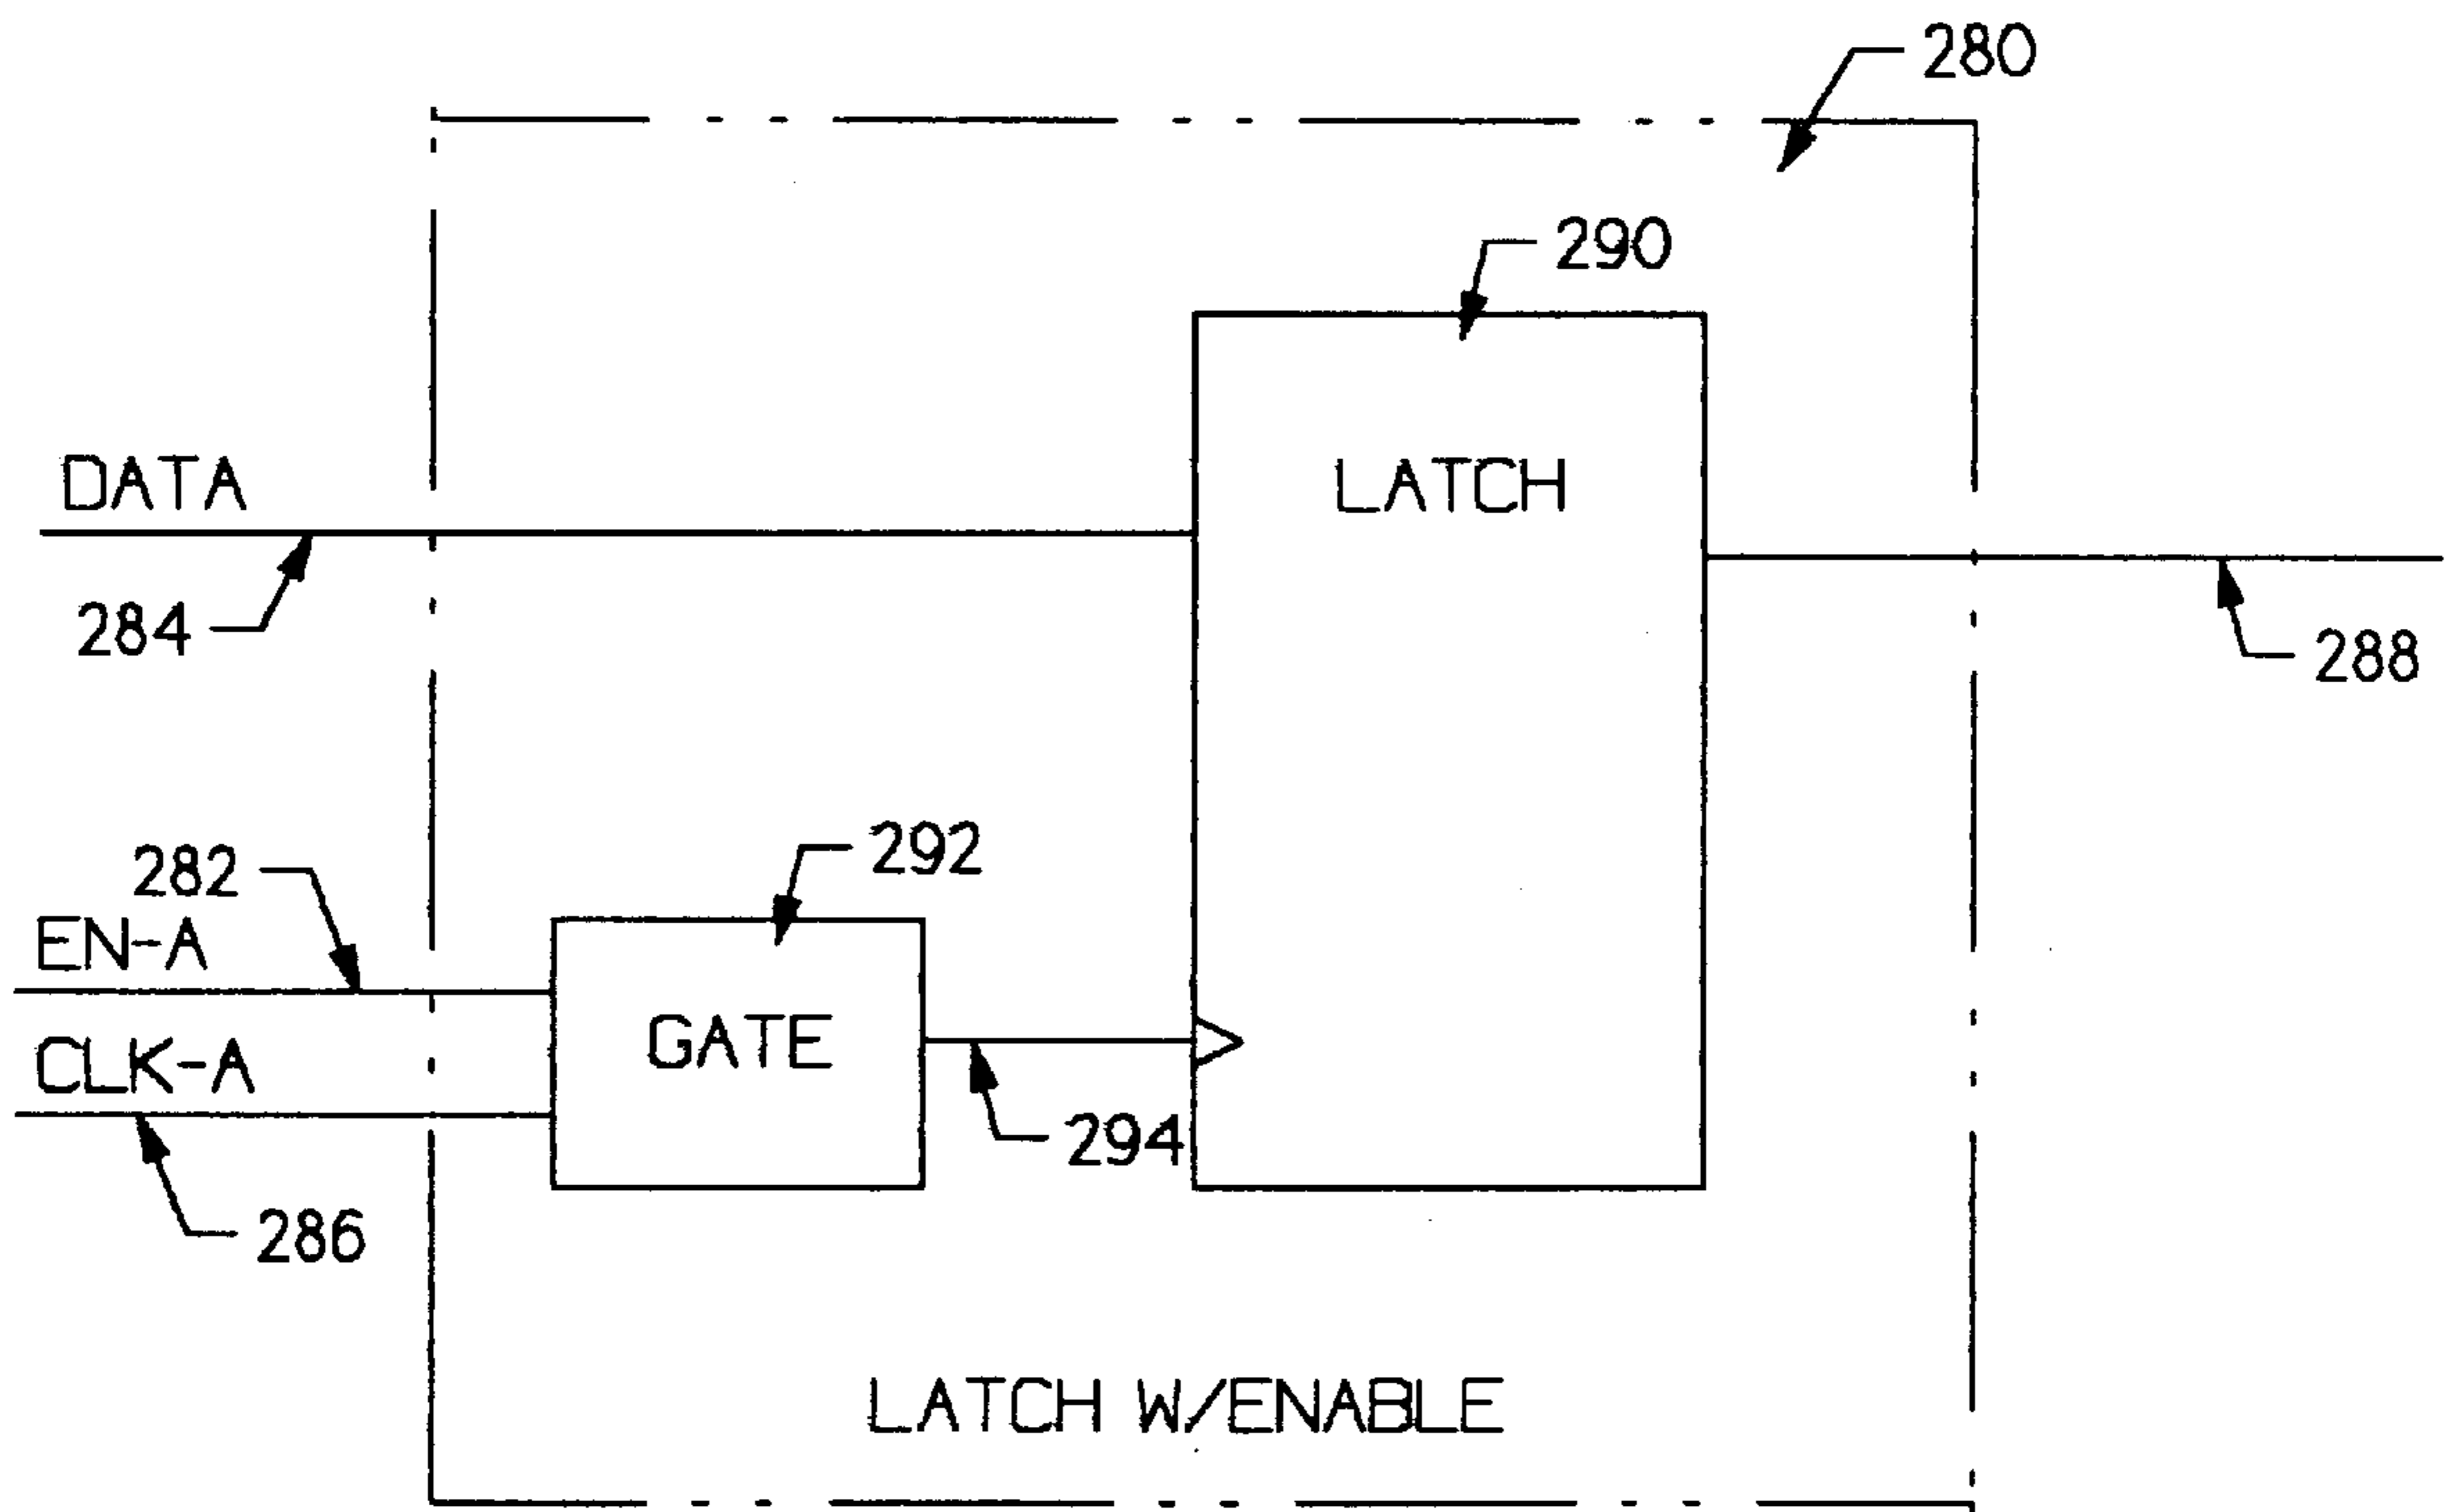 280
290
DATA
LATCH
284
288
292
282
EN-A
GATE
CLK-A
294
286
LATCH W/ENABLE